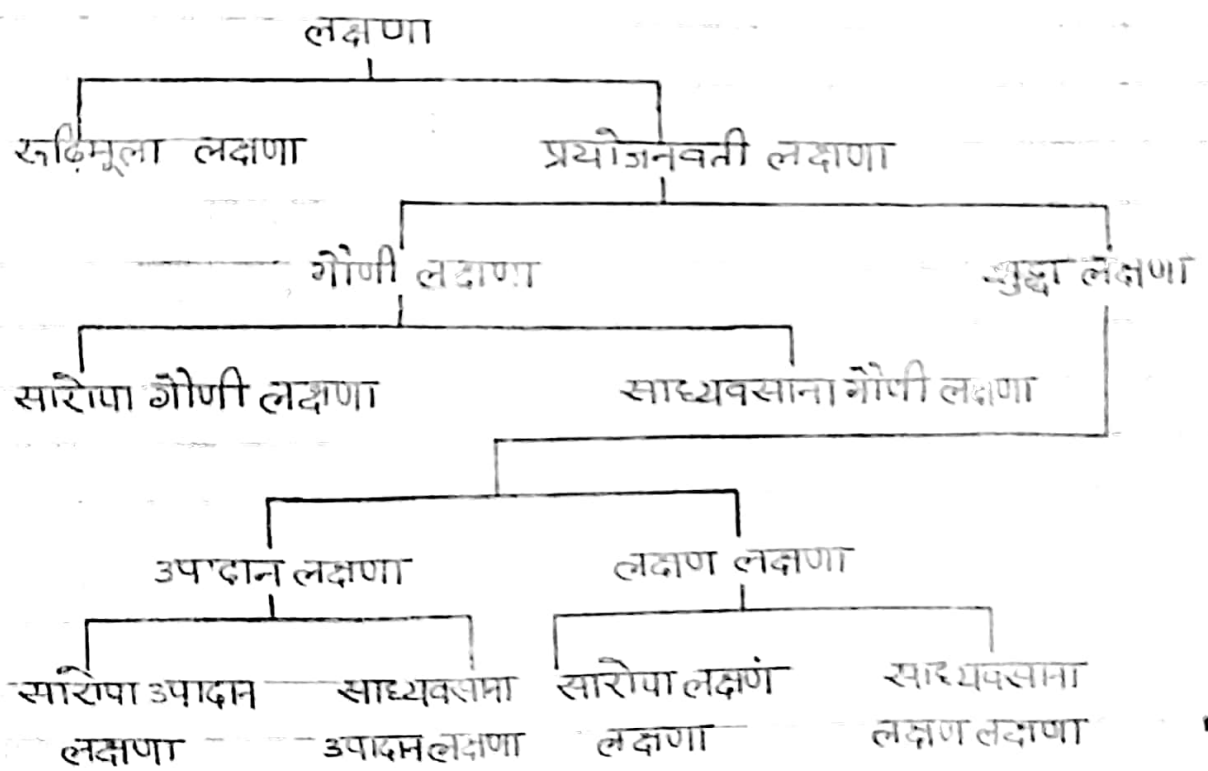 लक्षणा
रूढ़िमूला लक्षणा प्रयोजनवती लक्षणा
गौणी लक्षणा शुद्धा लक्षणा
सारोपा गौणी लक्षणा साध्यवसाना गौणी लक्षणा
उपादान लक्षणा लक्षण लक्षणा
सारोपा उपादान साध्यवसाना सारोपा लक्षण साध्यवसाना
लक्षणा उपादान लक्षणा लक्षणा लक्षण लक्षणा